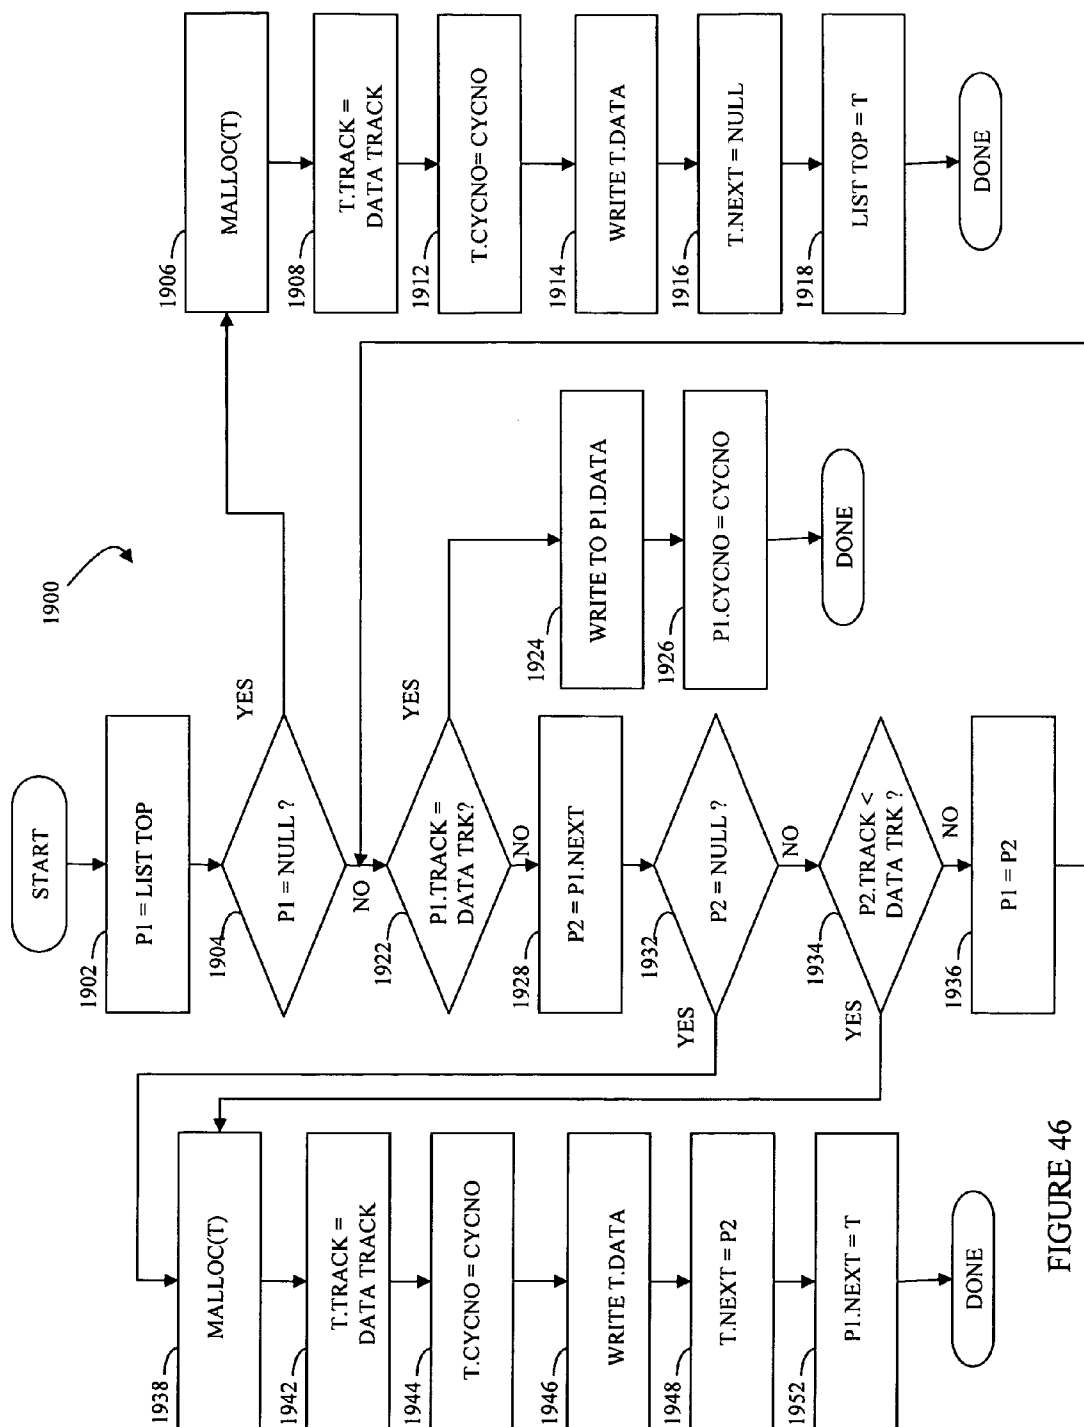 1900
START
1902
P1 = LIST TOP
1904
P1 = NULL ?
YES
NO
1906
MALLOC(T)
1908
T.TRACK =
DATA TRACK
1912
T.CYCNO= CYCNO
1914
WRITE T.DATA
1916
T.NEXT = NULL
1918
LIST TOP = T
DONE
1922
P1.TRACK =
DATA TRK?
YES
NO
1924
WRITE TO P1.DATA
1926
P1.CYCNO = CYCNO
DONE
1928
P2 = P1.NEXT
1932
P2 = NULL ?
YES
NO
1934
P2.TRACK <
DATA TRK ?
YES
NO
1936
P1 = P2
1938
MALLOC(T)
1942
T.TRACK =
DATA TRACK
1944
T.CYCNO = CYCNO
1946
WRITE T.DATA
1948
T.NEXT = P2
1952
P1.NEXT = T
DONE
FIGURE 46